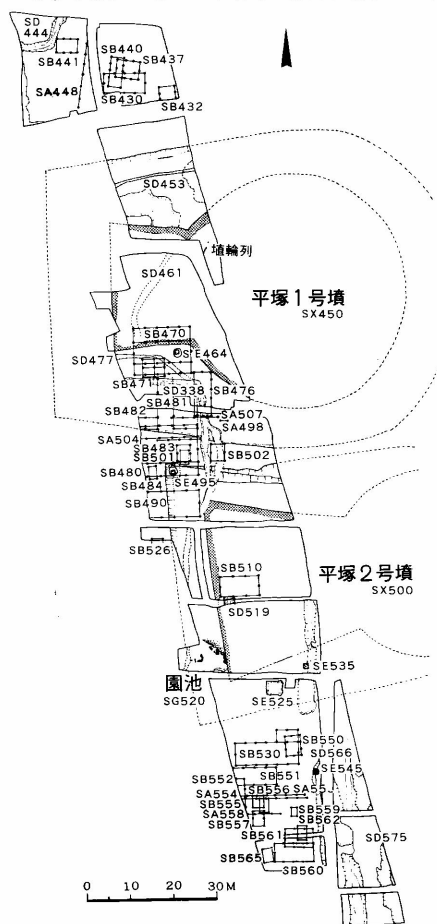 SD
444
SB441
SA448
SB440
SB437
SB430
SB432
SD453
埴輪列
SD461
平塚1号墳
SX450
SB470
SE464
SD477
SB471
SD338
SB476
SB481
SB482
SA507
SA498
SA504
SB483
SB501
SB502
SB480
SE495
SB484
SB490
SB526
SB510
平塚2号墳
SX500
SD519
SE535
園池
SG520
SE525
SB550
SB530
SD566
SE545
SB552
SB551
SA554
SB556
SA55
SB555
SB559
SA558
SB562
SB557
SB561
SD575
SB565
SB560
0 10 20 30M